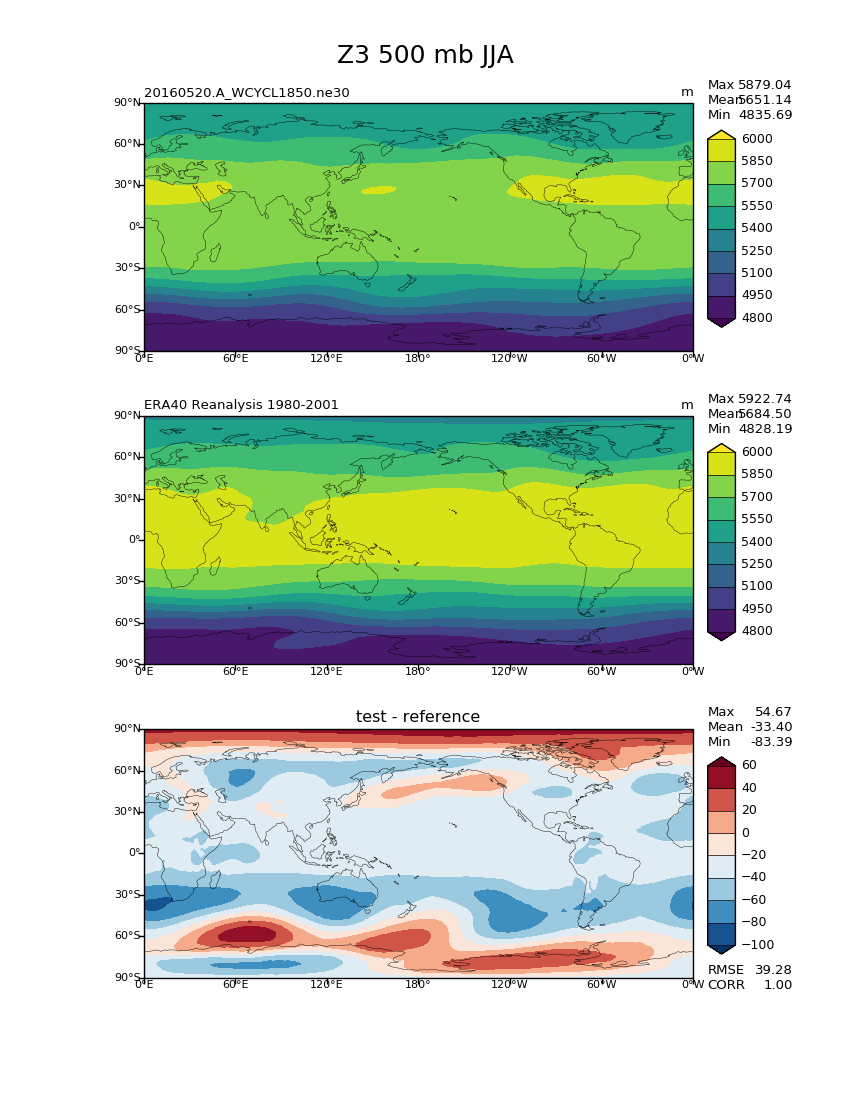 Z3 500 mb JJA
20160520.A_WCYCL1850.ne30
m
Max 5879.04
Mean 5651.14
Min 4835.69
90°N
60°N
30°N
0°
30°S
60°S
90°S
0°E 60°E 120°E 180° 120°W 60°W 0°W
6000
5850
5700
5550
5400
5250
5100
4950
4800
ERA40 Reanalysis 1980-2001
m
Max 5922.74
Mean 5684.50
Min 4828.19
90°N
60°N
30°N
0°
30°S
60°S
90°S
0°E 60°E 120°E 180° 120°W 60°W 0°W
6000
5850
5700
5550
5400
5250
5100
4950
4800
test - reference
Max 54.67
Mean -33.40
Min -83.39
90°N
60°N
30°N
0°
30°S
60°S
90°S
0°E 60°E 120°E 180° 120°W 60°W 0°W
60
40
20
0
−20
−40
−60
−80
−100
RMSE 39.28
CORR 1.00